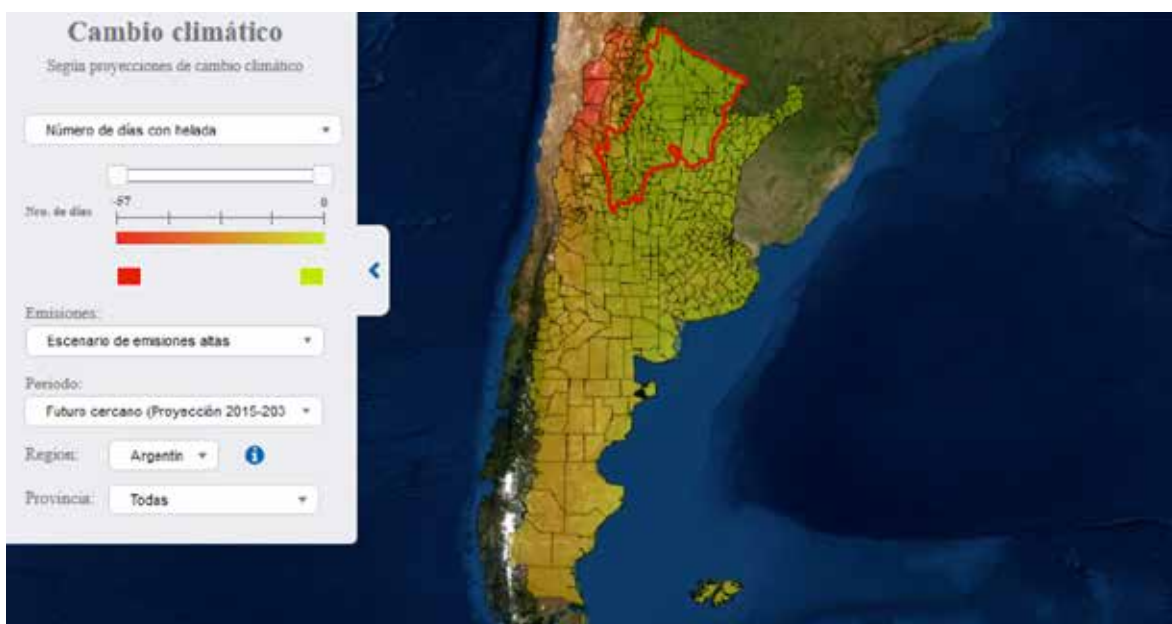 Cambio climático
Según proyecciones de cambio climático
Número de días con helada
-57 0
Nro. de días
Emisiones:
Escenario de emisiones altas
Periodo:
Futuro cercano (Proyección 2015-203
Region: Argentin
Provincia: Todas